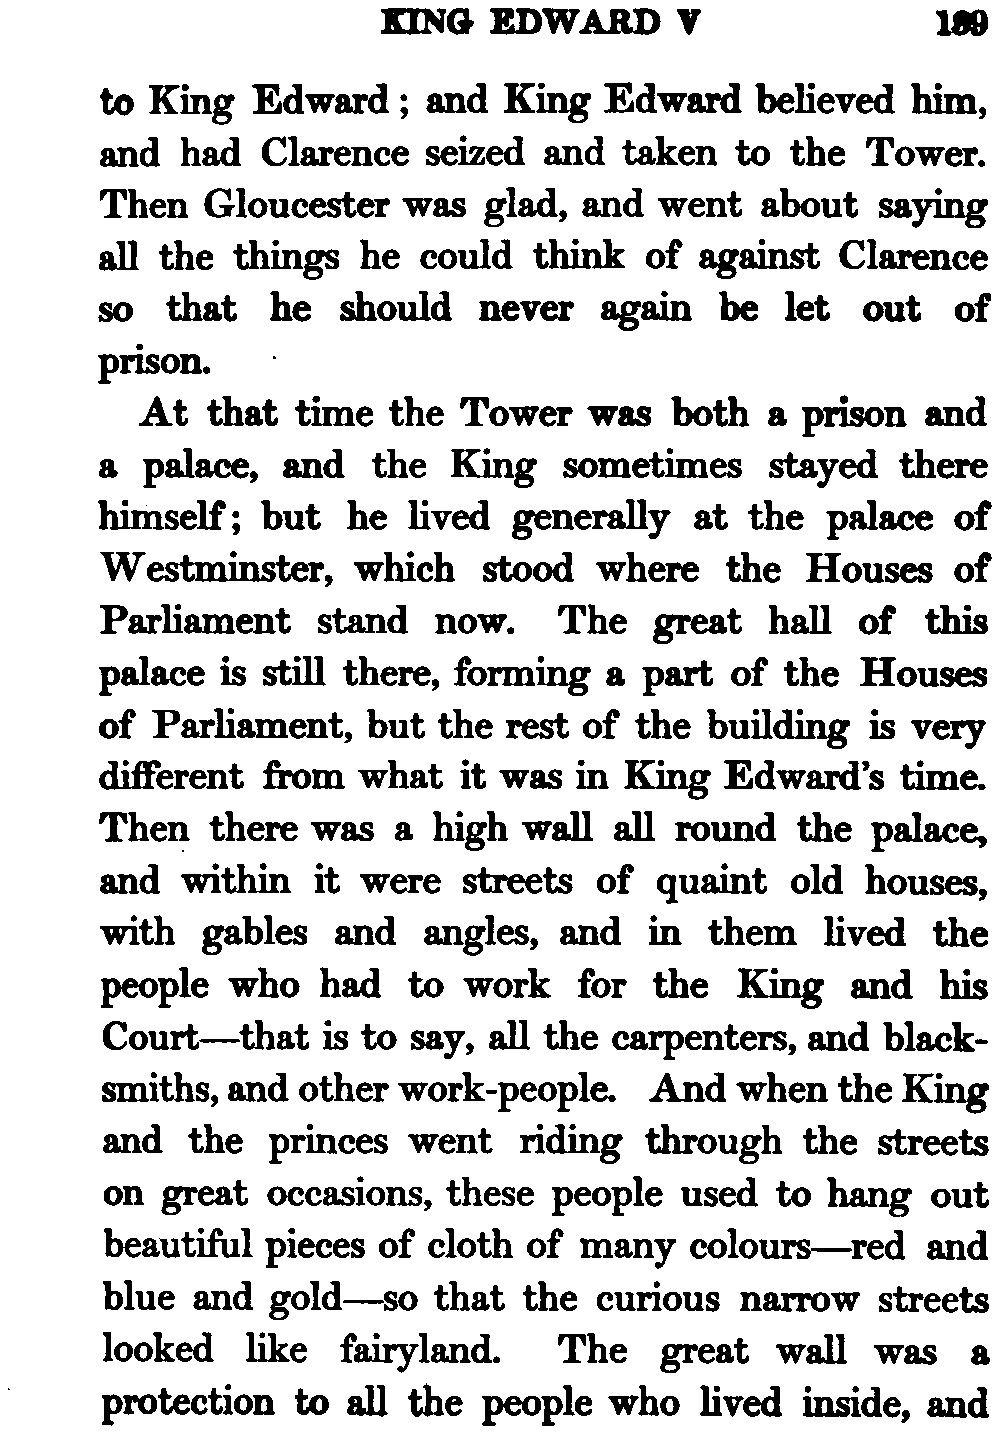 KING EDWARD V 189
to King Edward; and King Edward believed him,
and had Clarence seized and taken to the Tower.
Then Gloucester was glad, and went about saying
all the things he could think of against Clarence
so that he should never again be let out of
prison.
At that time the Tower was both a prison and
a palace, and the King sometimes stayed there
himself; but he lived generally at the palace of
Westminster, which stood where the Houses of
Parliament stand now. The great hall of this
palace is still there, forming a part of the Houses
of Parliament, but the rest of the building is very
different from what it was in King Edward's time.
Then there was a high wall all round the palace,
and within it were streets of quaint old houses,
with gables and angles, and in them lived the
people who had to work for the King and his
Court—that is to say, all the carpenters, and black-
smiths, and other work-people. And when the King
and the princes went riding through the streets
on great occasions, these people used to hang out
beautiful pieces of cloth of many colours—red and
blue and gold—so that the curious narrow streets
looked like fairyland. The great wall was a
protection to all the people who lived inside, and